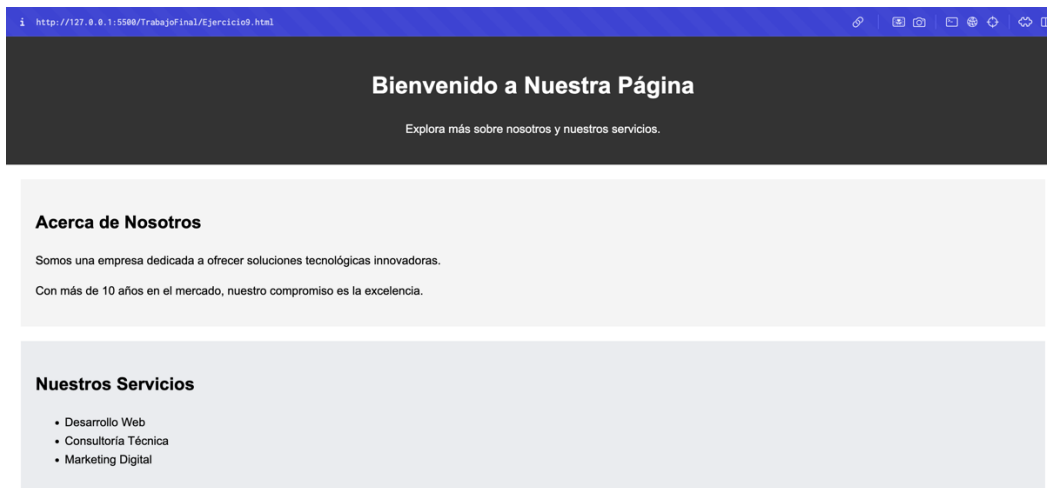 i http://127.0.0.1:5500/TrabajoFinal/Ejercicio9.html
Bienvenido a Nuestra Página
Explora más sobre nosotros y nuestros servicios.
Acerca de Nosotros
Somos una empresa dedicada a ofrecer soluciones tecnológicas innovadoras.
Con más de 10 años en el mercado, nuestro compromiso es la excelencia.
Nuestros Servicios
• Desarrollo Web
• Consultoría Técnica
• Marketing Digital